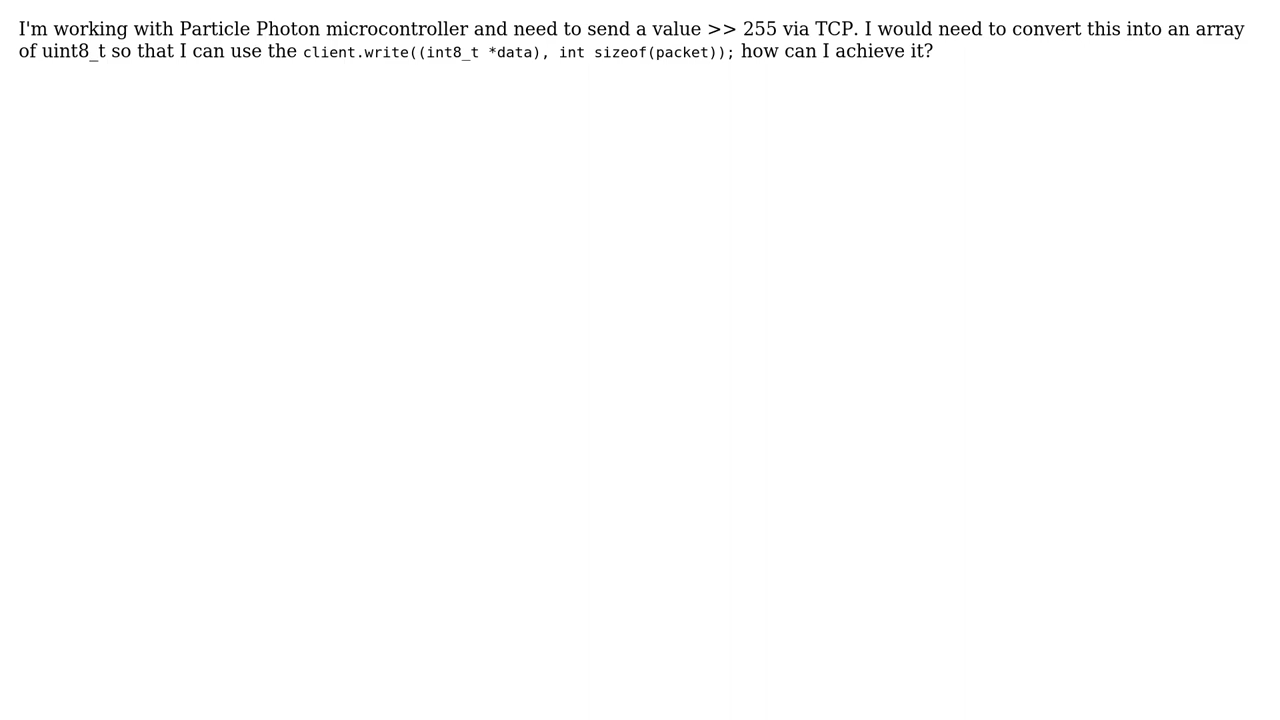 I'm working with Particle Photon microcontroller and need to send a value >> 255 via TCP. I would need to convert this into an array
of uint8_t so that I can use the client.write((int8_t *data), int sizeof(packet)); how can I achieve it?